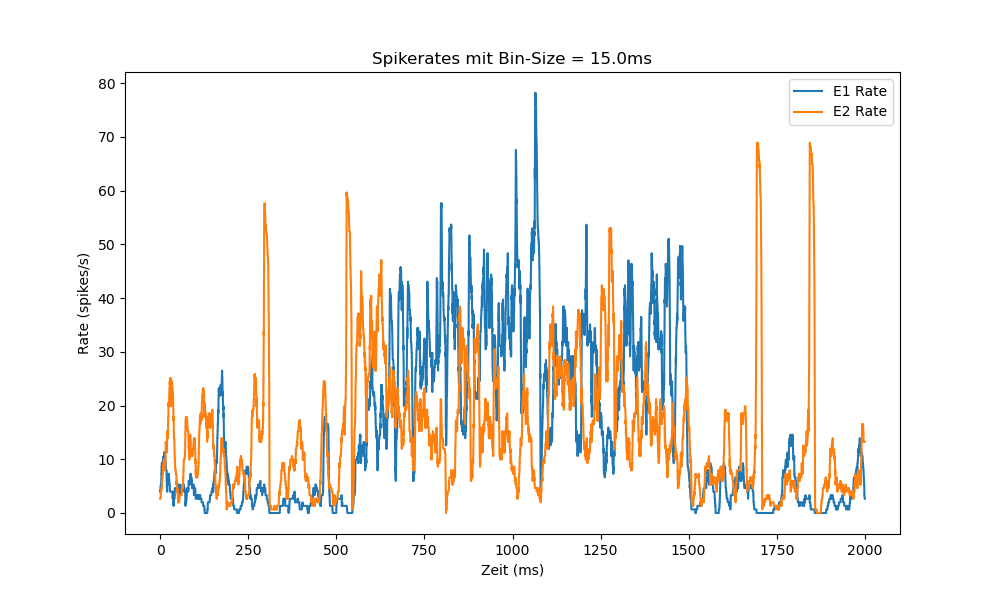 Spikerates mit Bin-Size = 15.0ms
E1 Rate
E2 Rate
80
70
60
50
40
30
20
10
0
Rate (spikes/s)
0 250 500 750 1000 1250 1500 1750 2000
Zeit (ms)